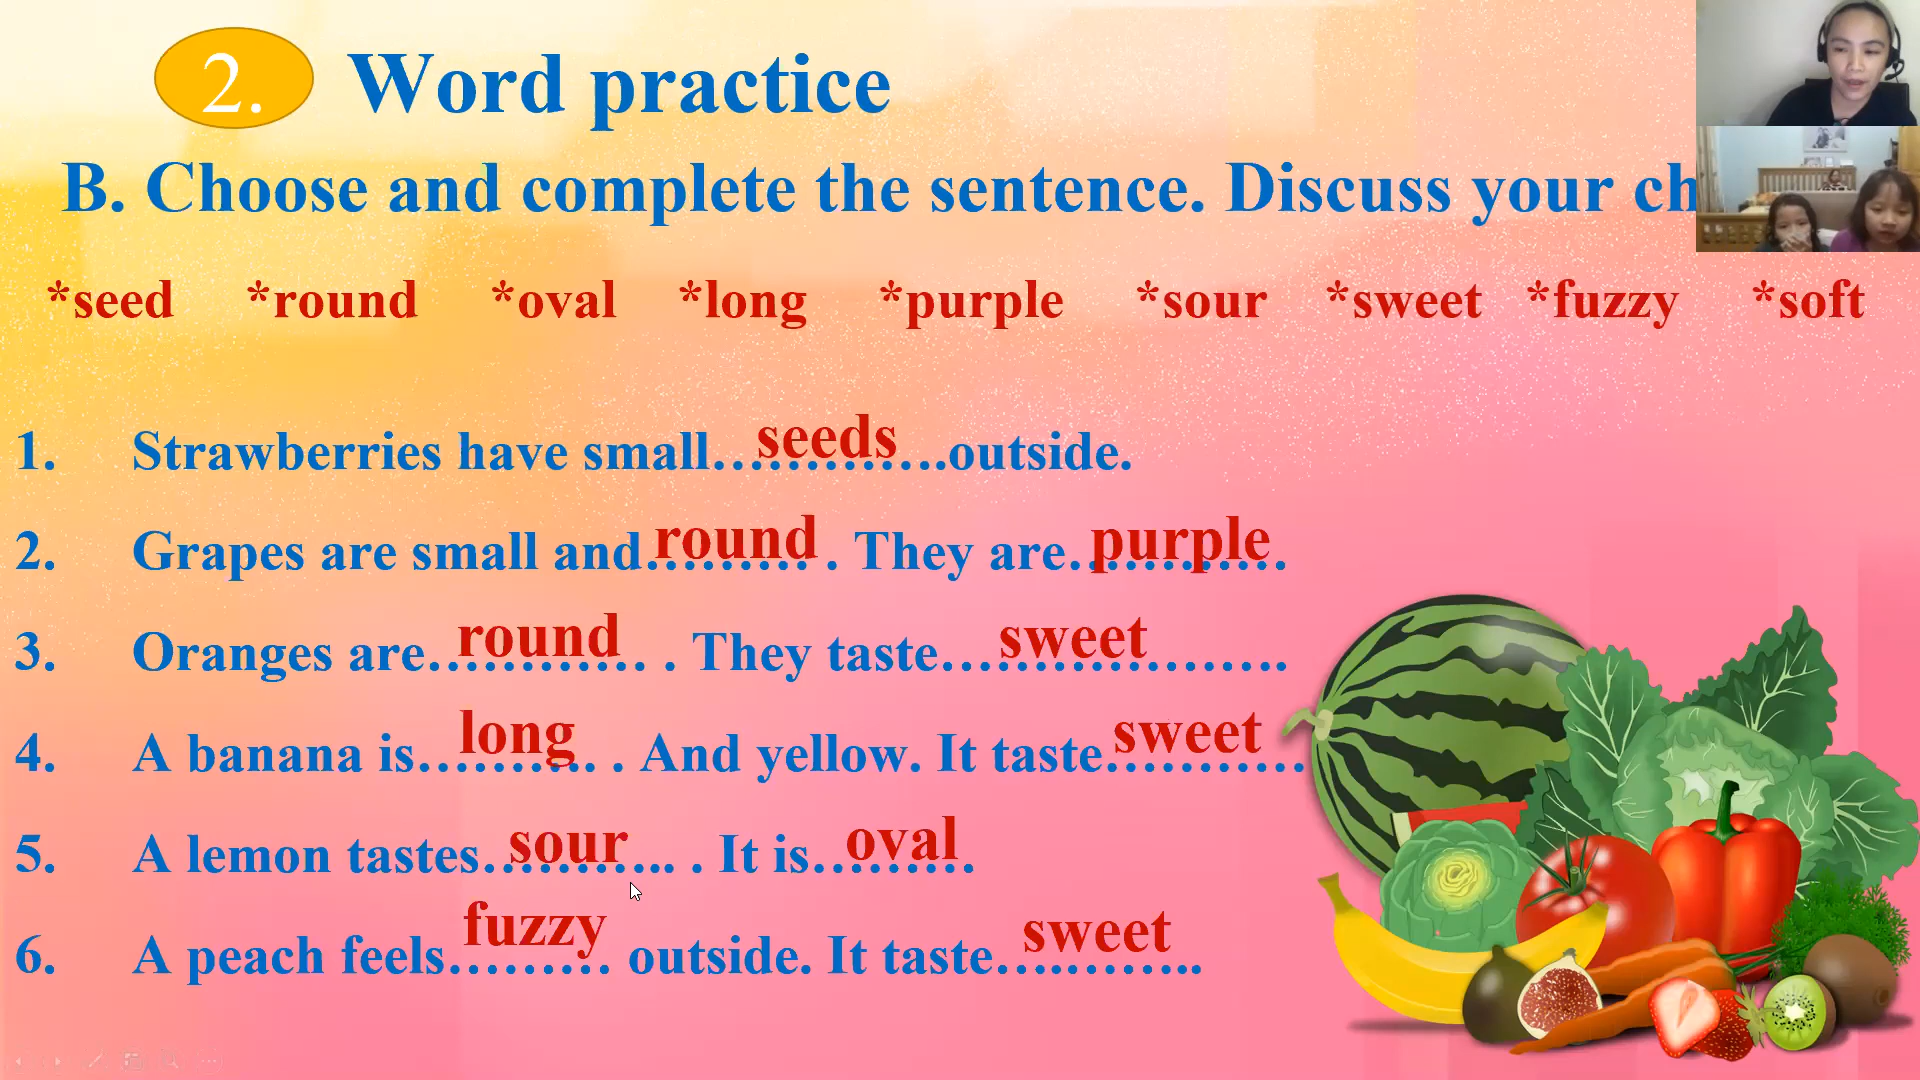 2. Word practice
B. Choose and complete the sentence. Discuss your ch
*seed *round *oval *long *purple *sour *sweet *fuzzy *soft
1. Strawberries have small…seeds….outside.
2. Grapes are small and…round… . They are…purple….
3. Oranges are…round… . They taste…sweet….
4. A banana is…long… . And yellow. It taste…sweet…
5. A lemon tastes…sour… . It is…oval….
6. A peach feels…fuzzy… outside. It taste…sweet…..